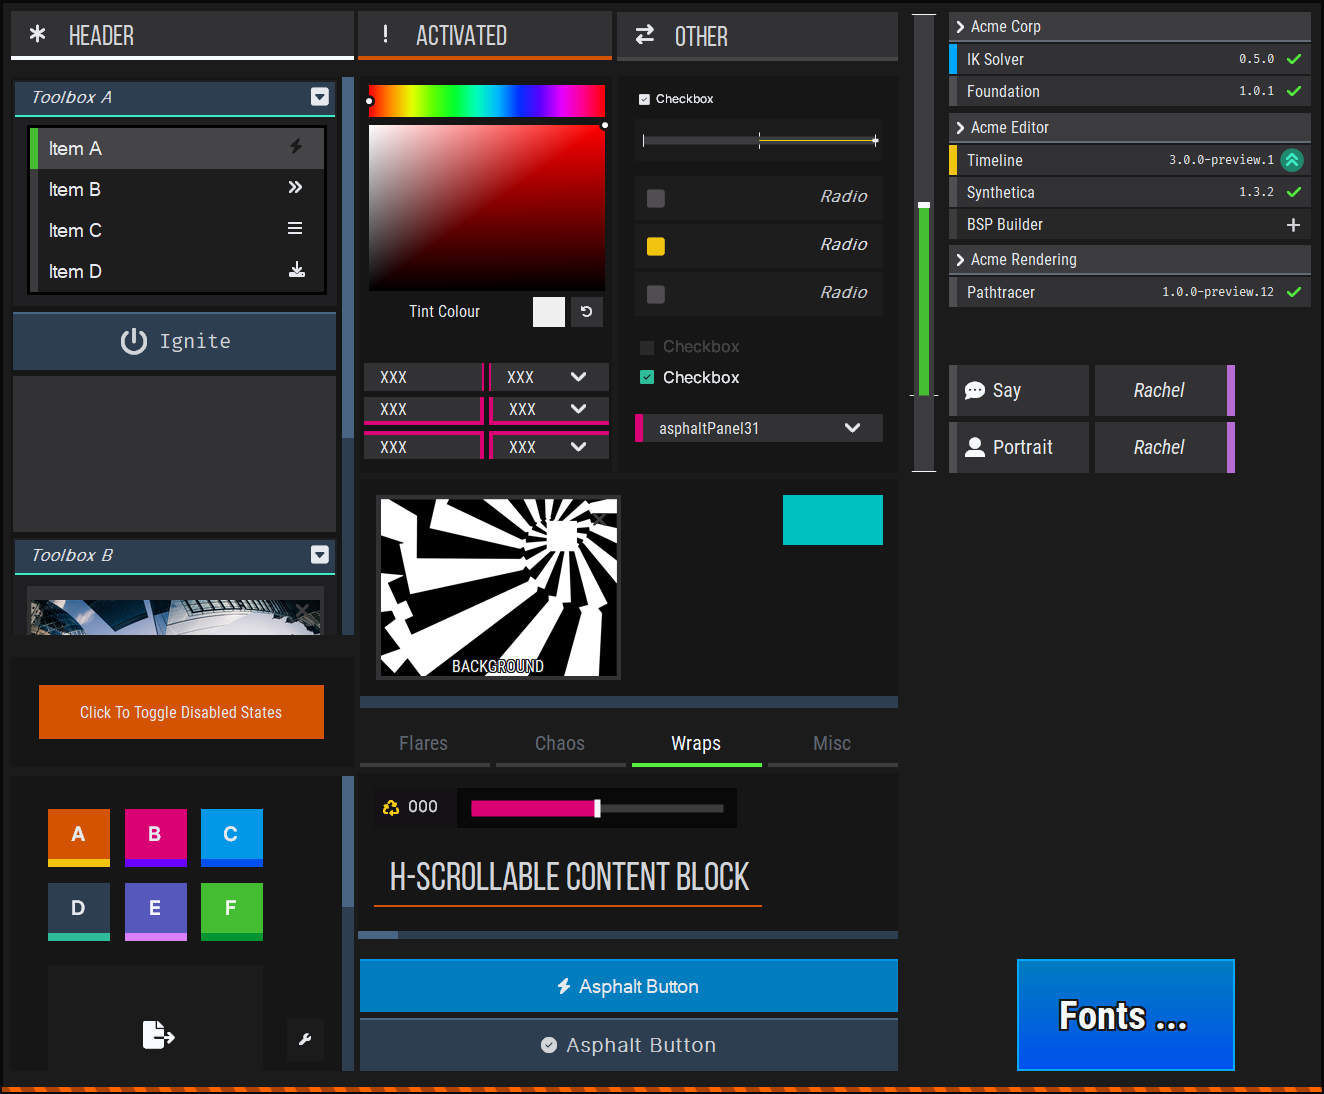 HEADER
ACTIVATED
OTHER
Toolbox A
Item A
Item B
Item C
Item D
Ignite
Toolbox B
Click To Toggle Disabled States
A
B
C
D
E
F
Tint Colour
XXX
XXX
XXX
XXX
XXX
XXX
Checkbox
Radio
Radio
Radio
Checkbox
Checkbox
asphaltPanel31
BACKGROUND
Flares
Chaos
Wraps
Misc
000
H-SCROLLABLE CONTENT BLOCK
Asphalt Button
Asphalt Button
Acme Corp
IK Solver 0.5.0
Foundation 1.0.1
Acme Editor
Timeline 3.0.0-preview.1
Synthetica 1.3.2
BSP Builder
Acme Rendering
Pathtracer 1.0.0-preview.12
Say
Rachel
Portrait
Rachel
Fonts ...